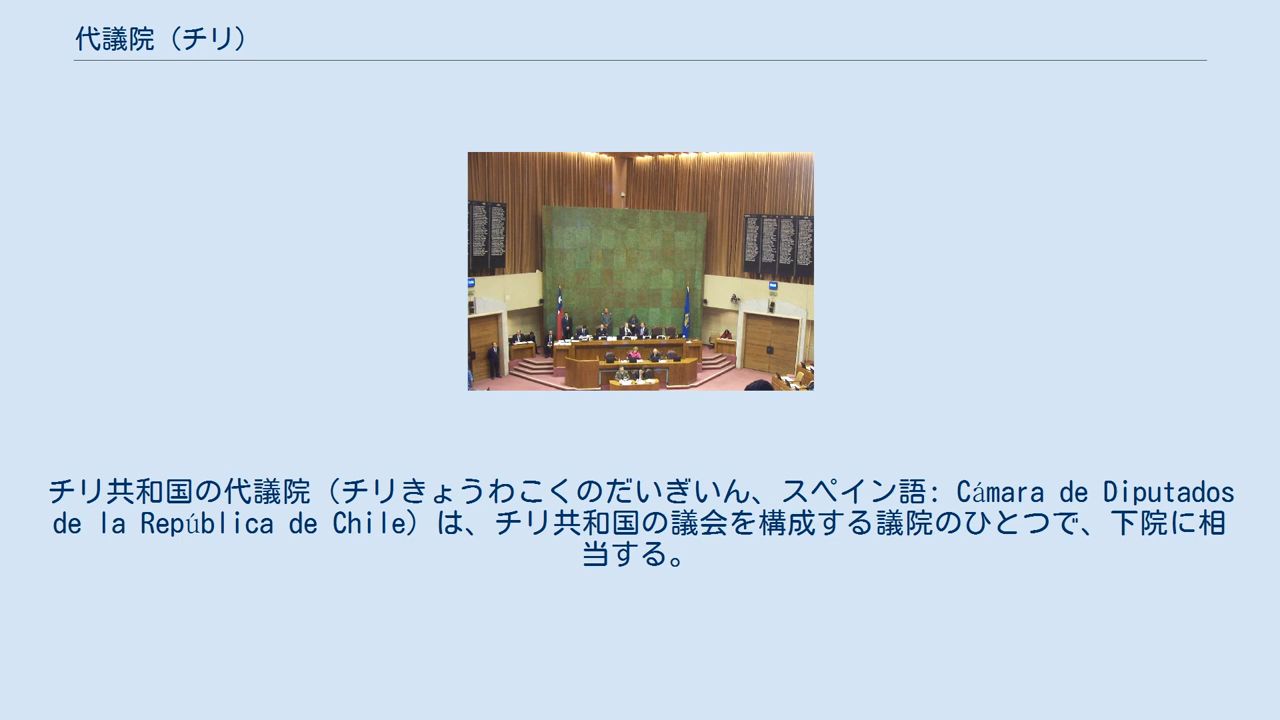 代議院（チリ）
チリ共和国の代議院（チリきょうわこくのだいぎいん、スペイン語: Cámara de Diputados
de la República de Chile）は、チリ共和国の議会を構成する議院のひとつで、下院に相
当する。